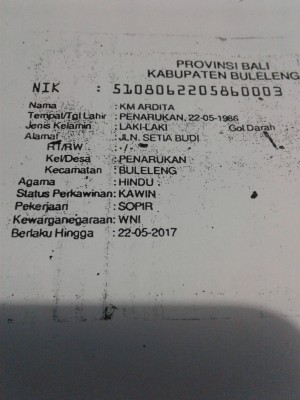 PROVINSI BALI
KABUPATEN BULELENG
NIK : 5108062205860003
Nama : KM ARDITA
Tempat/Tgl Lahir : PENARUKAN, 22-05-1986
Jenis Kelamin : LAKI-LAKI Gol Darah
Alamat : JLN. SETIA BUDI
RT/RW : -/-
Kel/Desa : PENARUKAN
Kecamatan : BULELENG
Agama : HINDU
Status Perkawinan: KAWIN
Pekerjaan : SOPIR
Kewarganegaraan: WNI
Berlaku Hingga : 22-05-2017